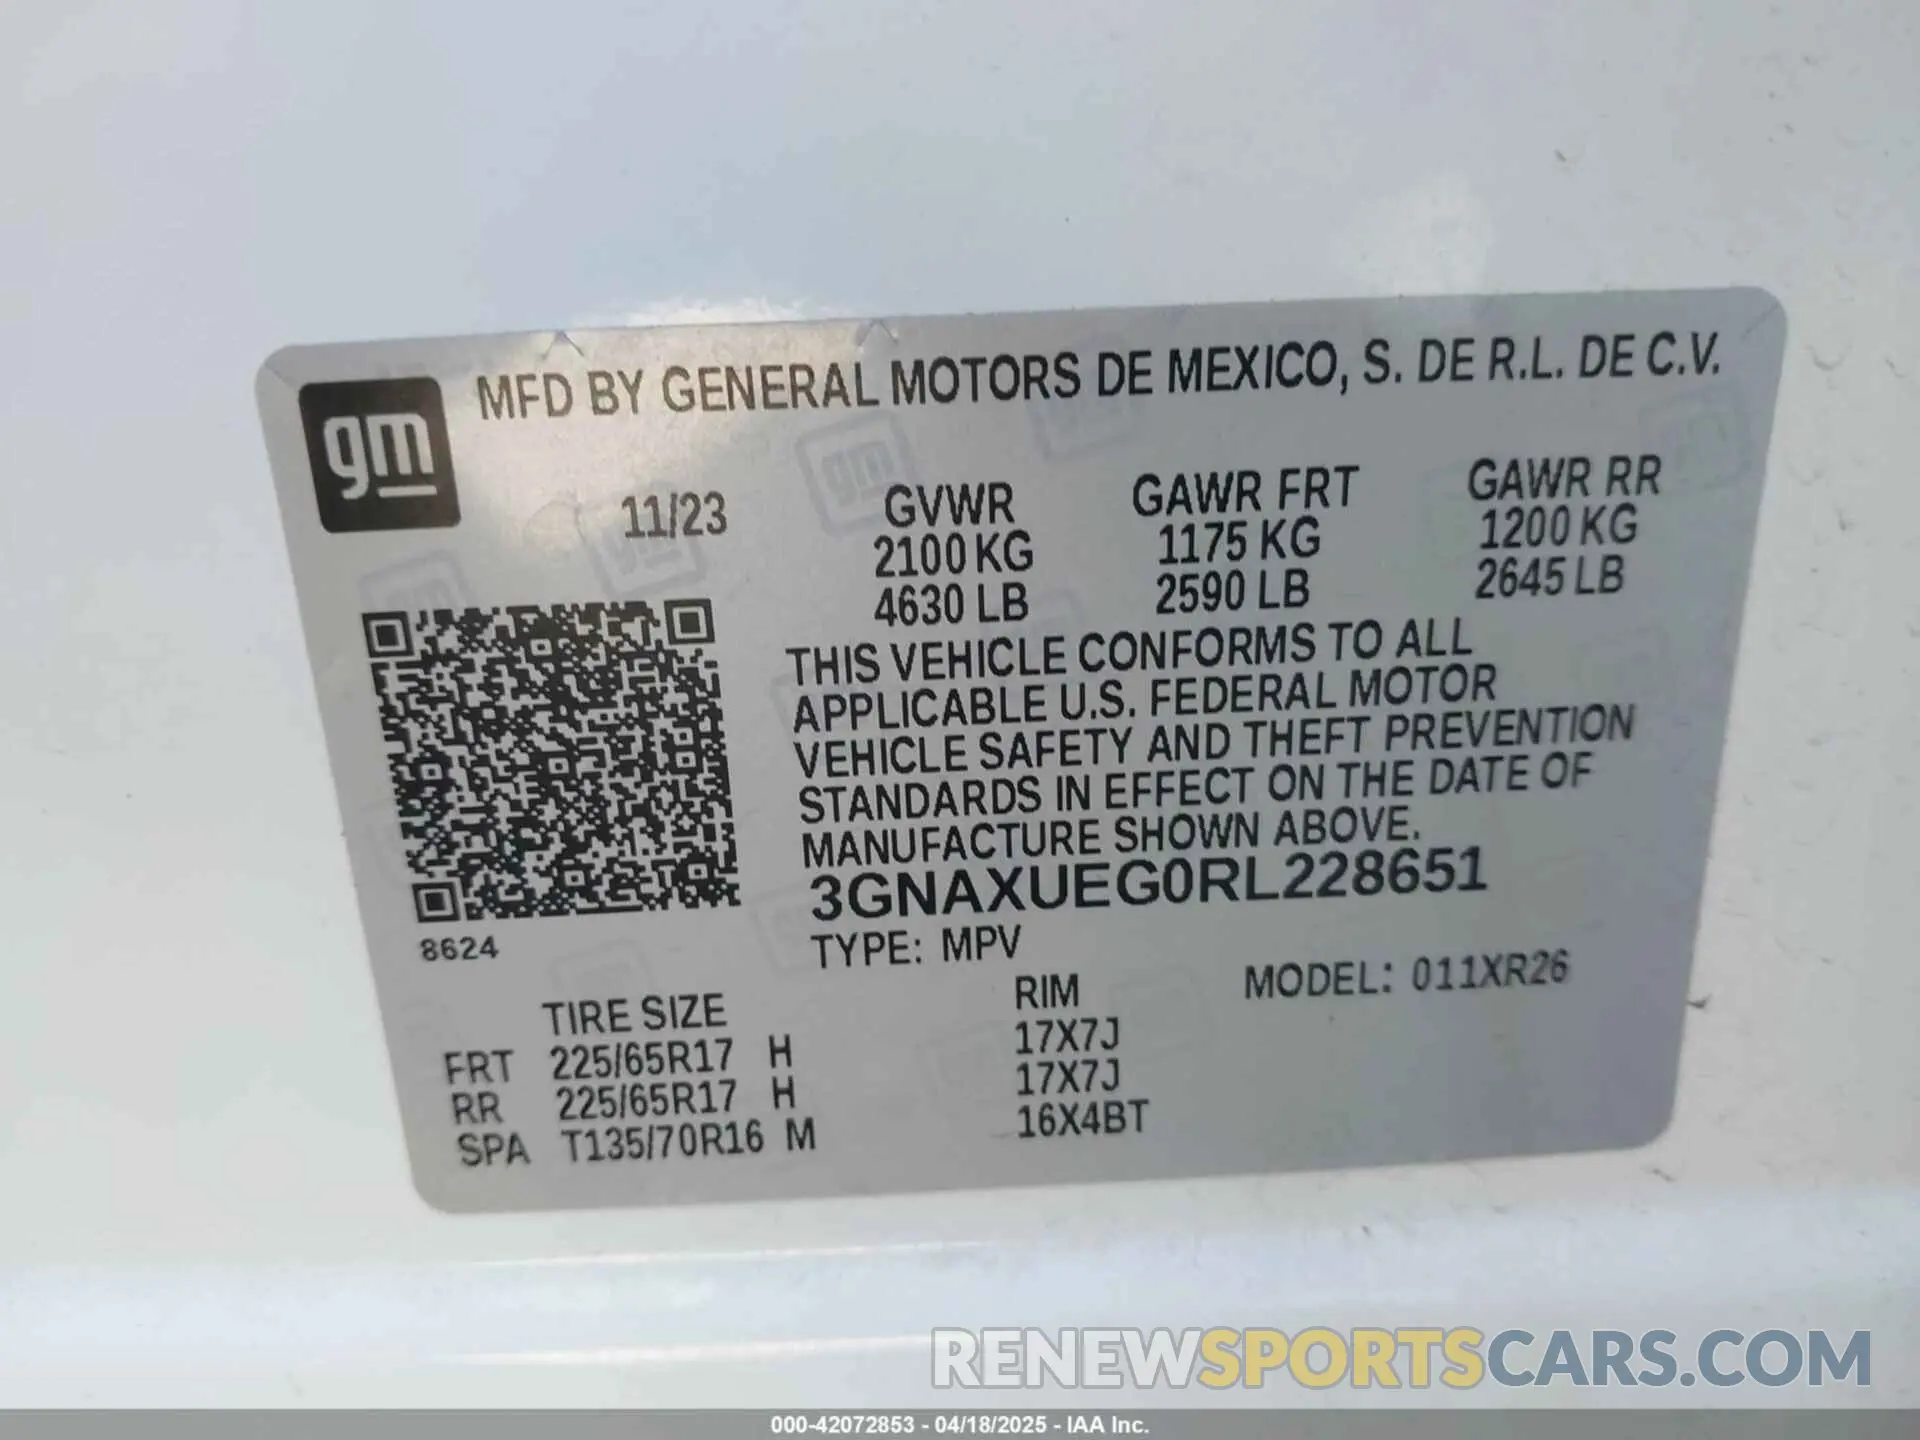 MFD BY GENERAL MOTORS DE MEXICO, S. DE R.L. DE C.V.
gm
11/23
GVWR GAWR FRT GAWR RR
2100 KG 1175 KG 1200 KG
4630 LB 2590 LB 2645 LB
THIS VEHICLE CONFORMS TO ALL
APPLICABLE U.S. FEDERAL MOTOR
VEHICLE SAFETY AND THEFT PREVENTION
STANDARDS IN EFFECT ON THE DATE OF
MANUFACTURE SHOWN ABOVE.
3GNAXUEG0RL228651
8624
TYPE: MPV MODEL: 011XR26
TIRE SIZE RIM
FRT 225/65R17 H 17X7J
RR 225/65R17 H 17X7J
SPA T135/70R16 M 16X4BT
RENEWSPORTSCARS.COM
000-42072853 - 04/18/2025 - IAA Inc.